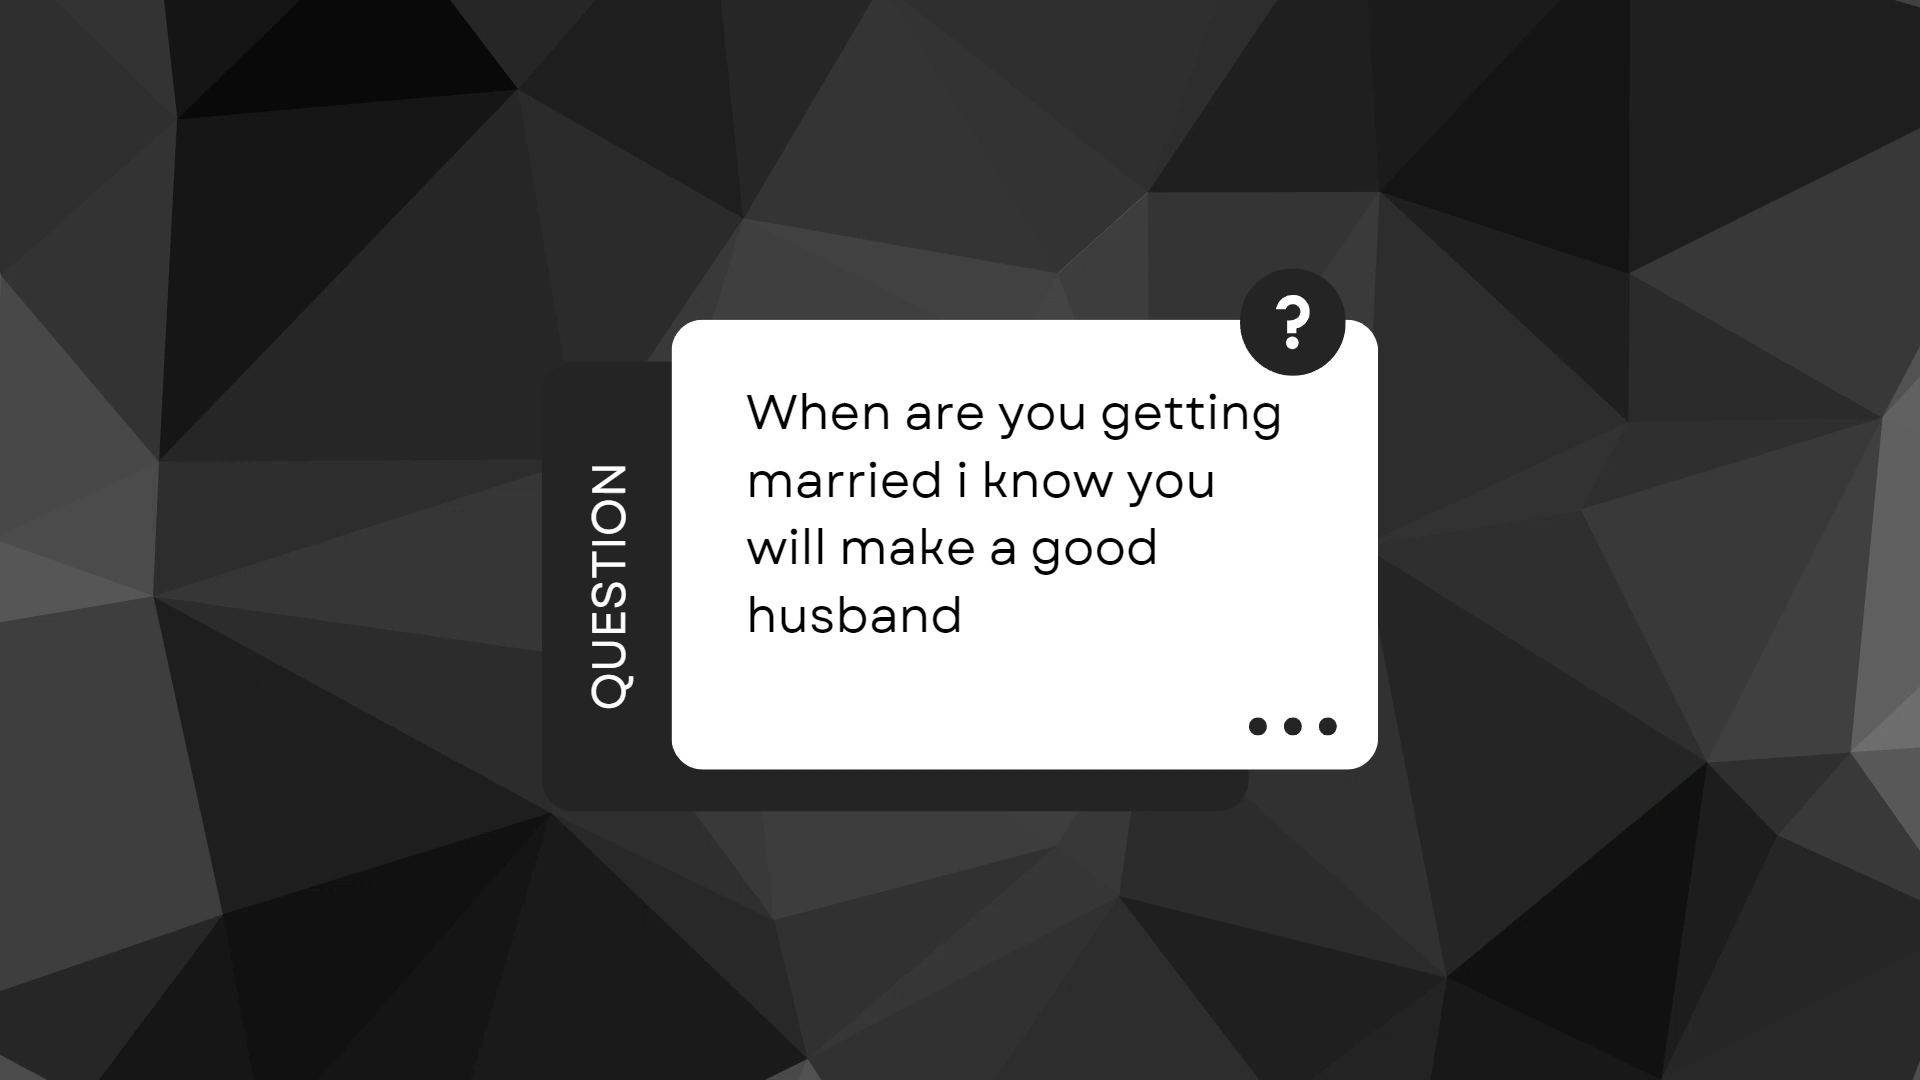 ?
When are you getting
married i know you
will make a good
husband
QUESTION